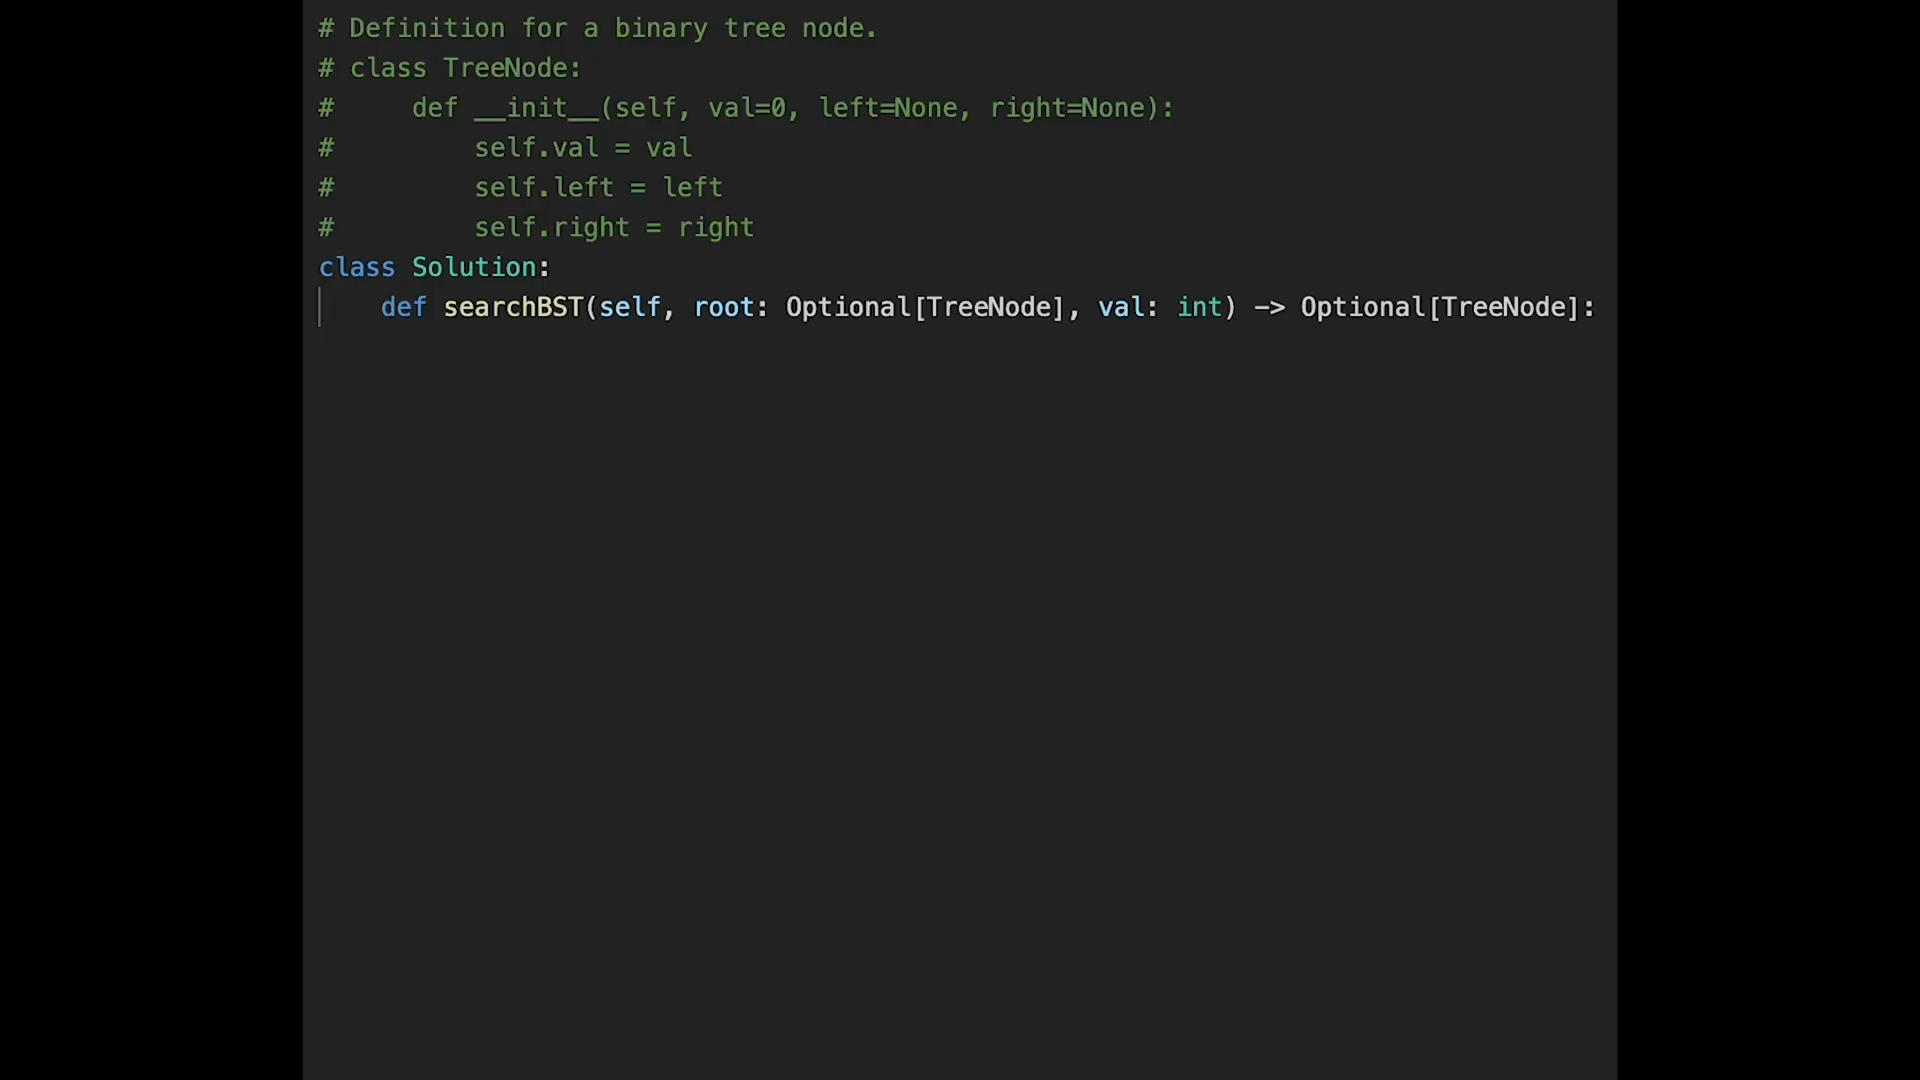 # Definition for a binary tree node.
# class TreeNode:
#     def __init__(self, val=0, left=None, right=None):
#         self.val = val
#         self.left = left
#         self.right = right
class Solution:
    def searchBST(self, root: Optional[TreeNode], val: int) -> Optional[TreeNode]: